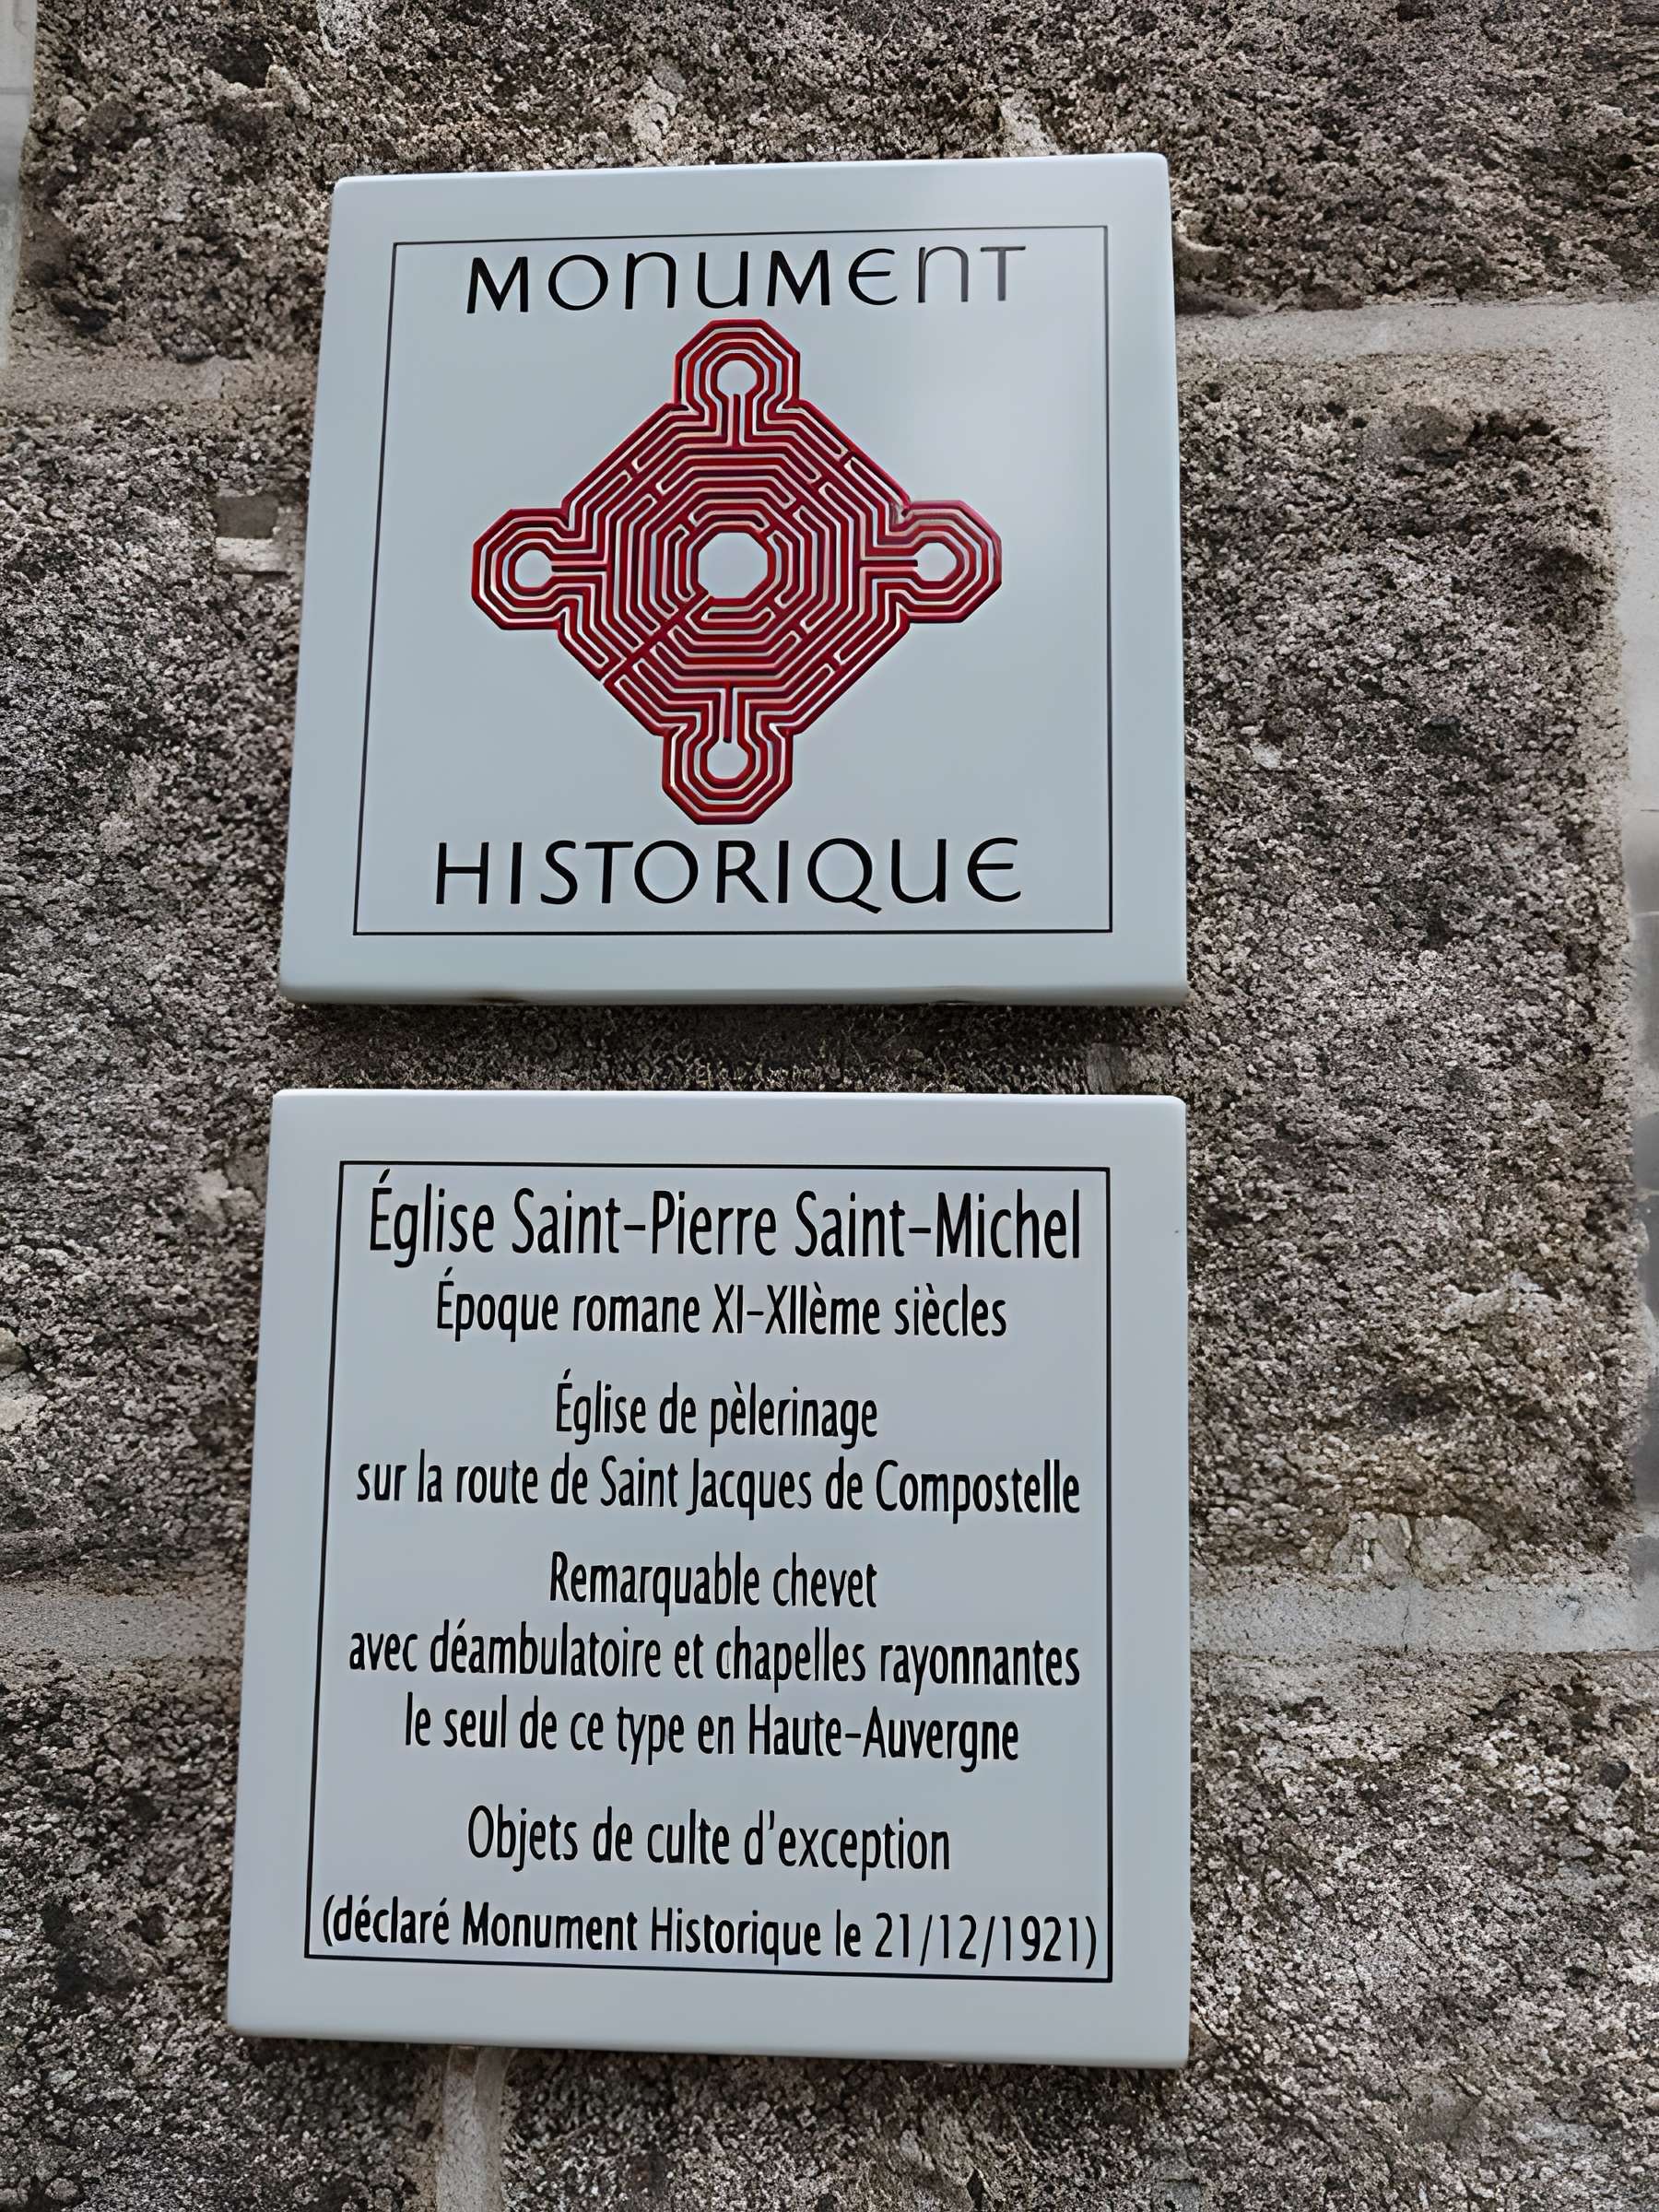 MONUMENT
HISTORIQUE
Église Saint-Pierre Saint-Michel
Époque romane XI-XIIème siècles
Église de pèlerinage
sur la route de Saint Jacques de Compostelle
Remarquable chevet
avec déambulatoire et chapelles rayonnantes
le seul de ce type en Haute-Auvergne
Objets de culte d'exception
(déclaré Monument Historique le 21/12/1921)